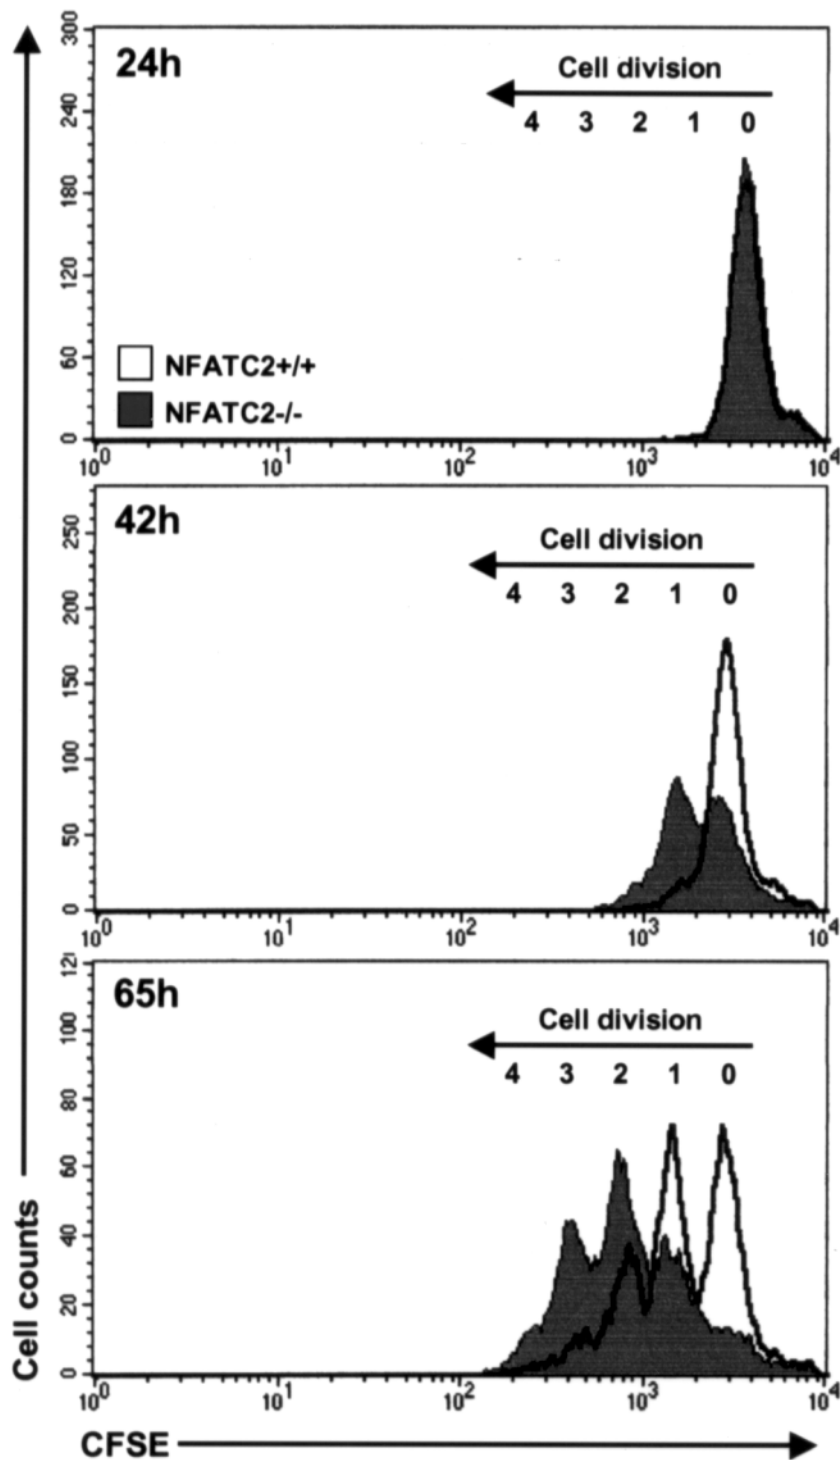 24h
Cell division
4 3 2 1 0
300
240
180
120
60
0
NFATC2+/+
NFATC2-/-
10^0 10^1 10^2 10^3 10^4
42h
Cell division
4 3 2 1 0
250
200
150
100
50
0
10^0 10^1 10^2 10^3 10^4
65h
Cell division
4 3 2 1 0
100
80
60
40
20
0
10^0 10^1 10^2 10^3 10^4
Cell counts
CFSE